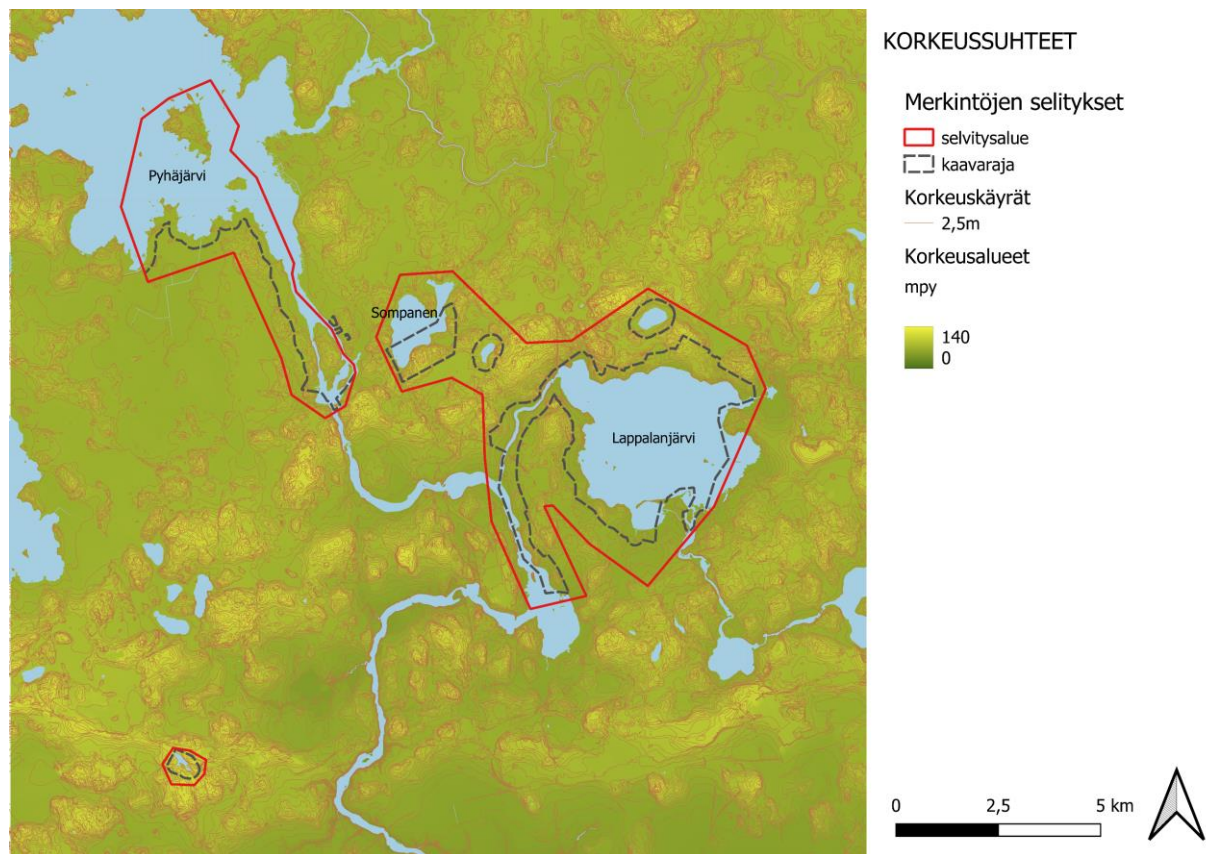 KORKEUSSUHTEET
Merkintöjen selitykset
selvitysalue
kaavaraja
Korkeuskäyrät
2,5m
Korkeusalueet
mpy
140
0
Pyhäjärvi
Sompanen
Lappalanjärvi
0 2,5 5 km